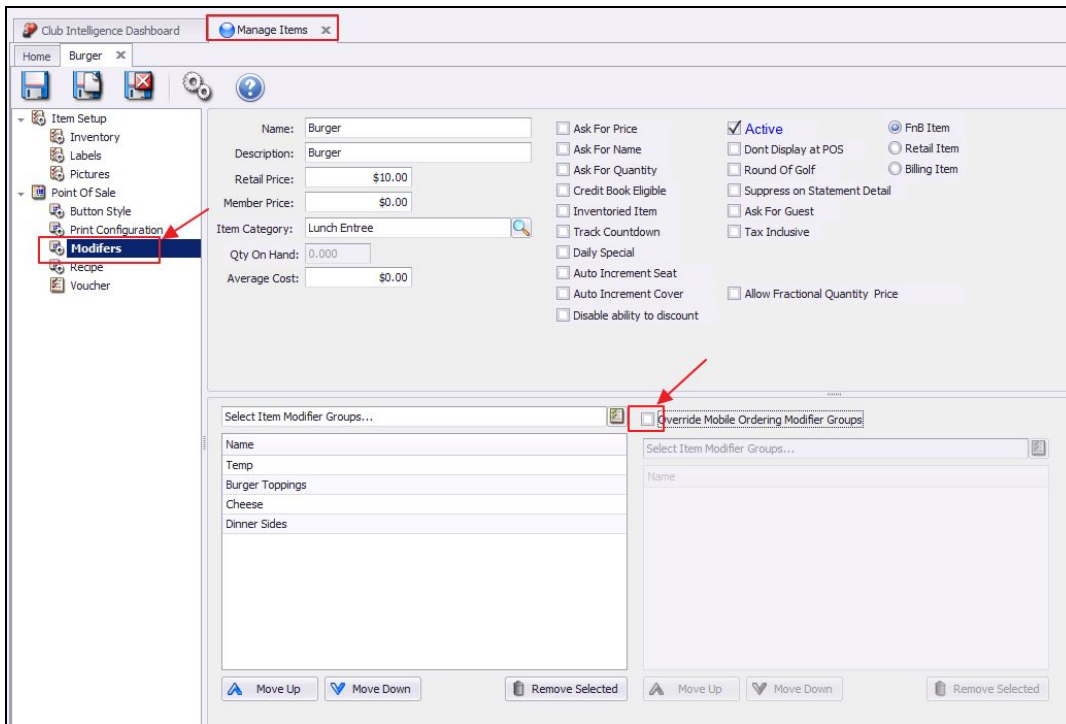 Club Intelligence Dashboard
Manage Items
Home
Burger
Item Setup
Inventory
Labels
Pictures
Point Of Sale
Button Style
Print Configuration
Modifers
Recipe
Voucher
Name: Burger
Description: Burger
Retail Price: $10.00
Member Price: $0.00
Item Category: Lunch Entree
Qty On Hand: 0.000
Average Cost: $0.00
Ask For Price
Ask For Name
Ask For Quantity
Credit Book Eligible
Inventoried Item
Track Countdown
Daily Special
Auto Increment Seat
Auto Increment Cover
Disable ability to discount
Active
Dont Display at POS
Round Of Golf
Suppress on Statement Detail
Ask For Guest
Tax Inclusive
Allow Fractional Quantity Price
FnB Item
Retail Item
Billing Item
Select Item Modifier Groups...
Name
Temp
Burger Toppings
Cheese
Dinner Sides
Move Up
Move Down
Remove Selected
Override Mobile Ordering Modifier Groups
Select Item Modifier Groups...
Name
Move Up
Move Down
Remove Selected